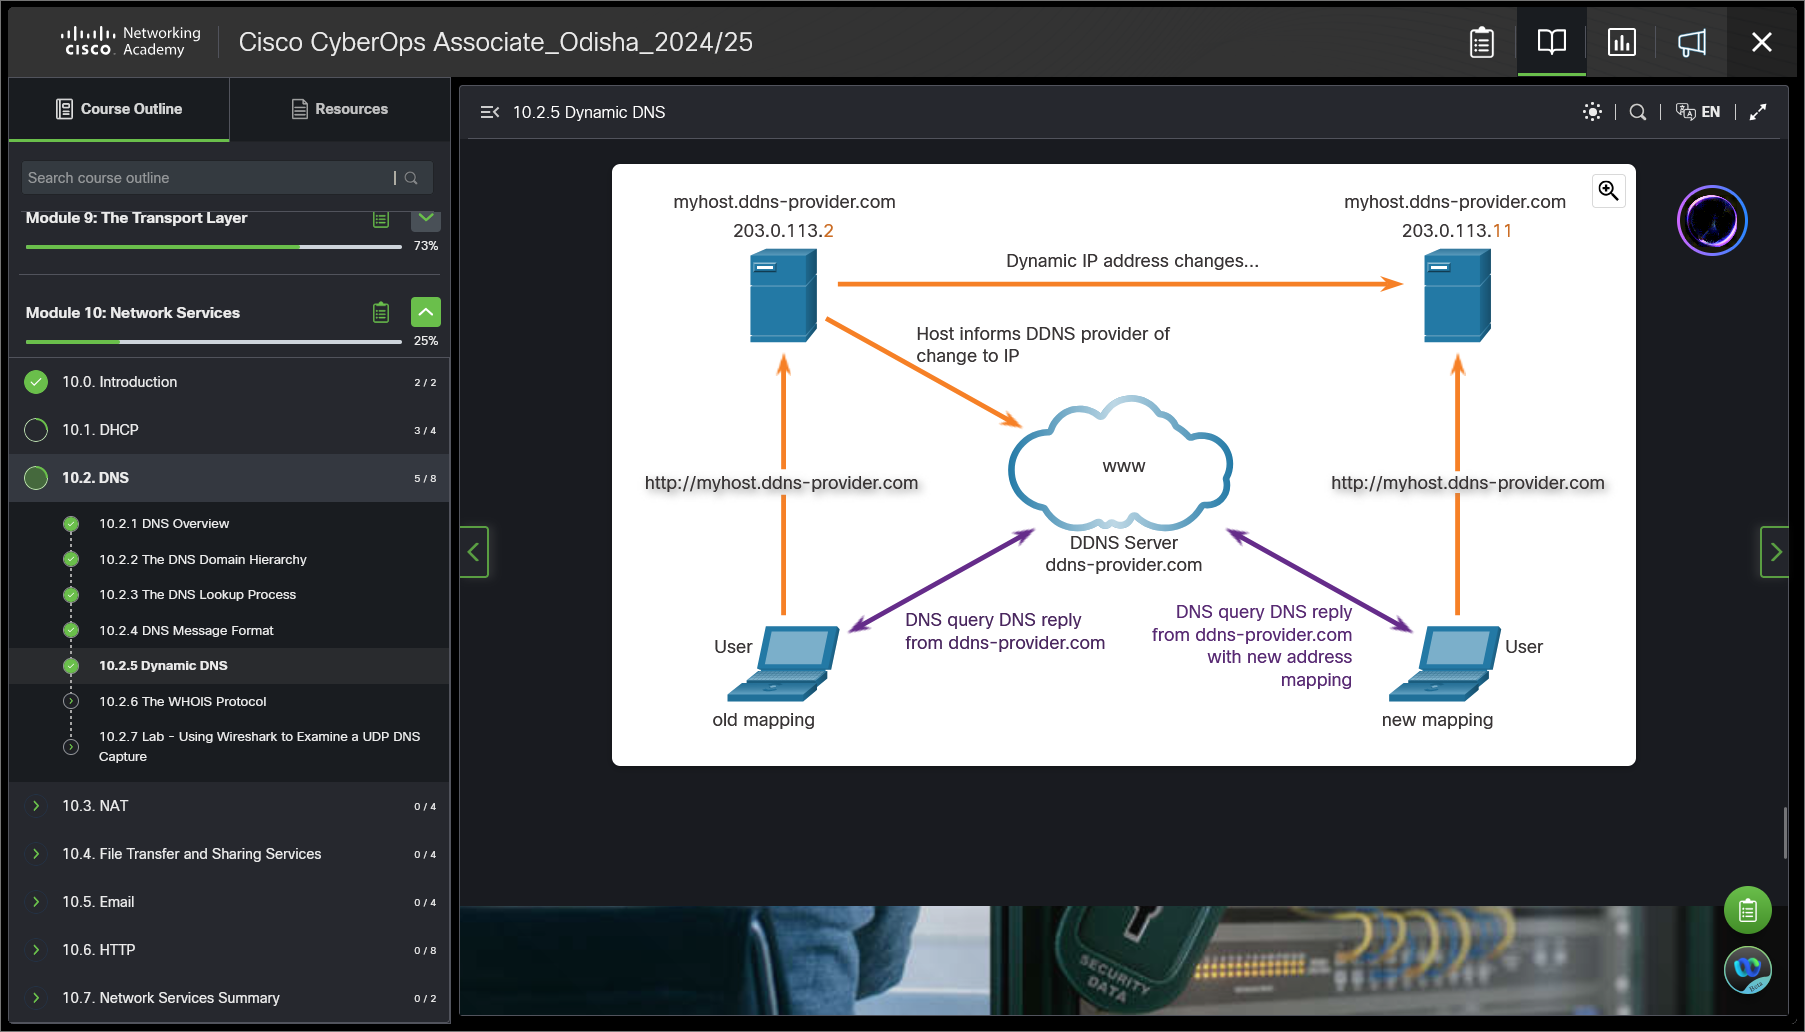 Networking
Academy
CISCO
Cisco CyberOps Associate_Odisha_2024/25
Course Outline
Resources
Search course outline
Module 9: The Transport Layer
73%
Module 10: Network Services
25%
10.0. Introduction
2 / 2
10.1. DHCP
3 / 4
10.2. DNS
5 / 8
10.2.1 DNS Overview
10.2.2 The DNS Domain Hierarchy
10.2.3 The DNS Lookup Process
10.2.4 DNS Message Format
10.2.5 Dynamic DNS
10.2.6 The WHOIS Protocol
10.2.7 Lab - Using Wireshark to Examine a UDP DNS
Capture
10.3. NAT
0 / 4
10.4. File Transfer and Sharing Services
0 / 4
10.5. Email
0 / 4
10.6. HTTP
0 / 8
10.7. Network Services Summary
0 / 2
10.2.5 Dynamic DNS
EN
myhost.ddns-provider.com
203.0.113.2
myhost.ddns-provider.com
203.0.113.11
Dynamic IP address changes...
Host informs DDNS provider of
change to IP
www
http://myhost.ddns-provider.com
http://myhost.ddns-provider.com
DDNS Server
ddns-provider.com
DNS query DNS reply
from ddns-provider.com
DNS query DNS reply
from ddns-provider.com
with new address
mapping
User
old mapping
User
new mapping
SECURITY
DATA
Beta